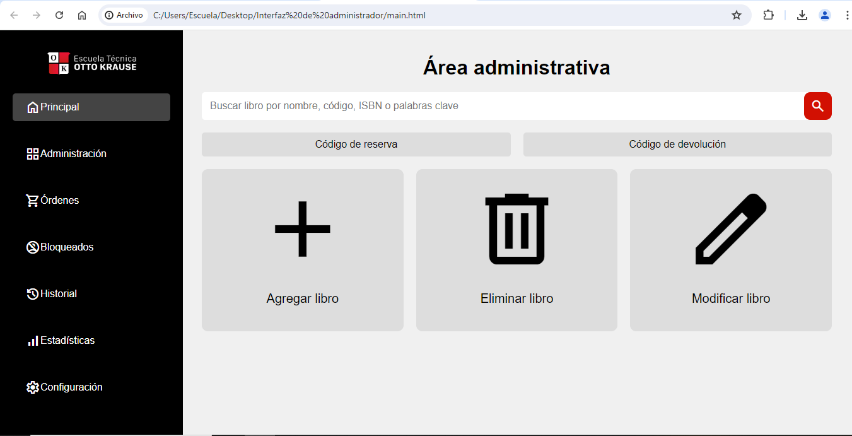 Archivo
C:/Users/Escuela/Desktop/Interfaz%20de%20administrador/main.html
O
K
Escuela Técnica
OTTO KRAUSE
Principal
Administración
Órdenes
Bloqueados
Historial
Estadísticas
Configuración
Área administrativa
Buscar libro por nombre, código, ISBN o palabras clave
Código de reserva
Código de devolución
Agregar libro
Eliminar libro
Modificar libro